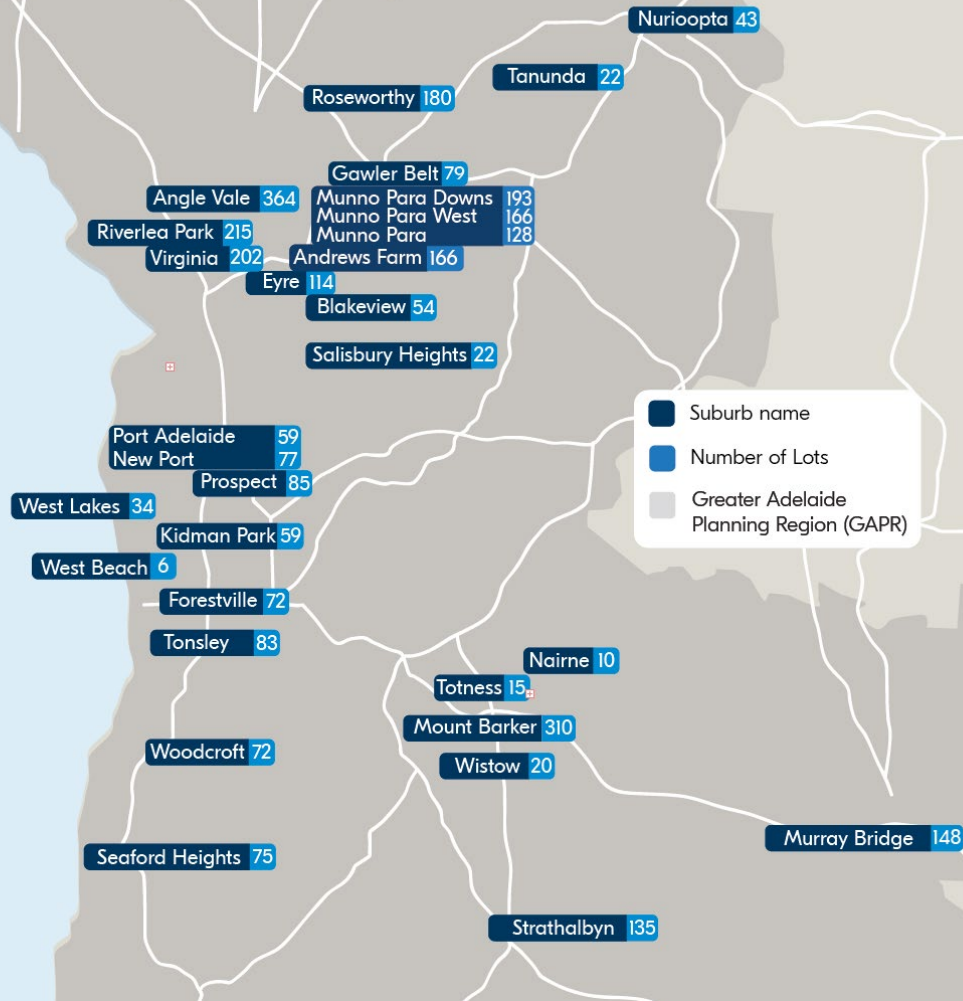 Nurioopta 43
Tanunda 22
Roseworthy 180
Gawler Belt 79
Angle Vale 364
Munno Para Downs 193
Munno Para West 166
Munno Para 128
Riverlea Park 215
Virginia 202
Andrews Farm 166
Eyre 114
Blakeview 54
Salisbury Heights 22
Suburb name
Number of Lots
Greater Adelaide
Planning Region (GAPR)
Port Adelaide 59
New Port 77
Prospect 85
West Lakes 34
Kidman Park 59
West Beach 6
Forestville 72
Tonsley 83
Nairne 10
Totness 15
Mount Barker 310
Woodcroft 72
Wistow 20
Murray Bridge 148
Seaford Heights 75
Strathalbyn 135